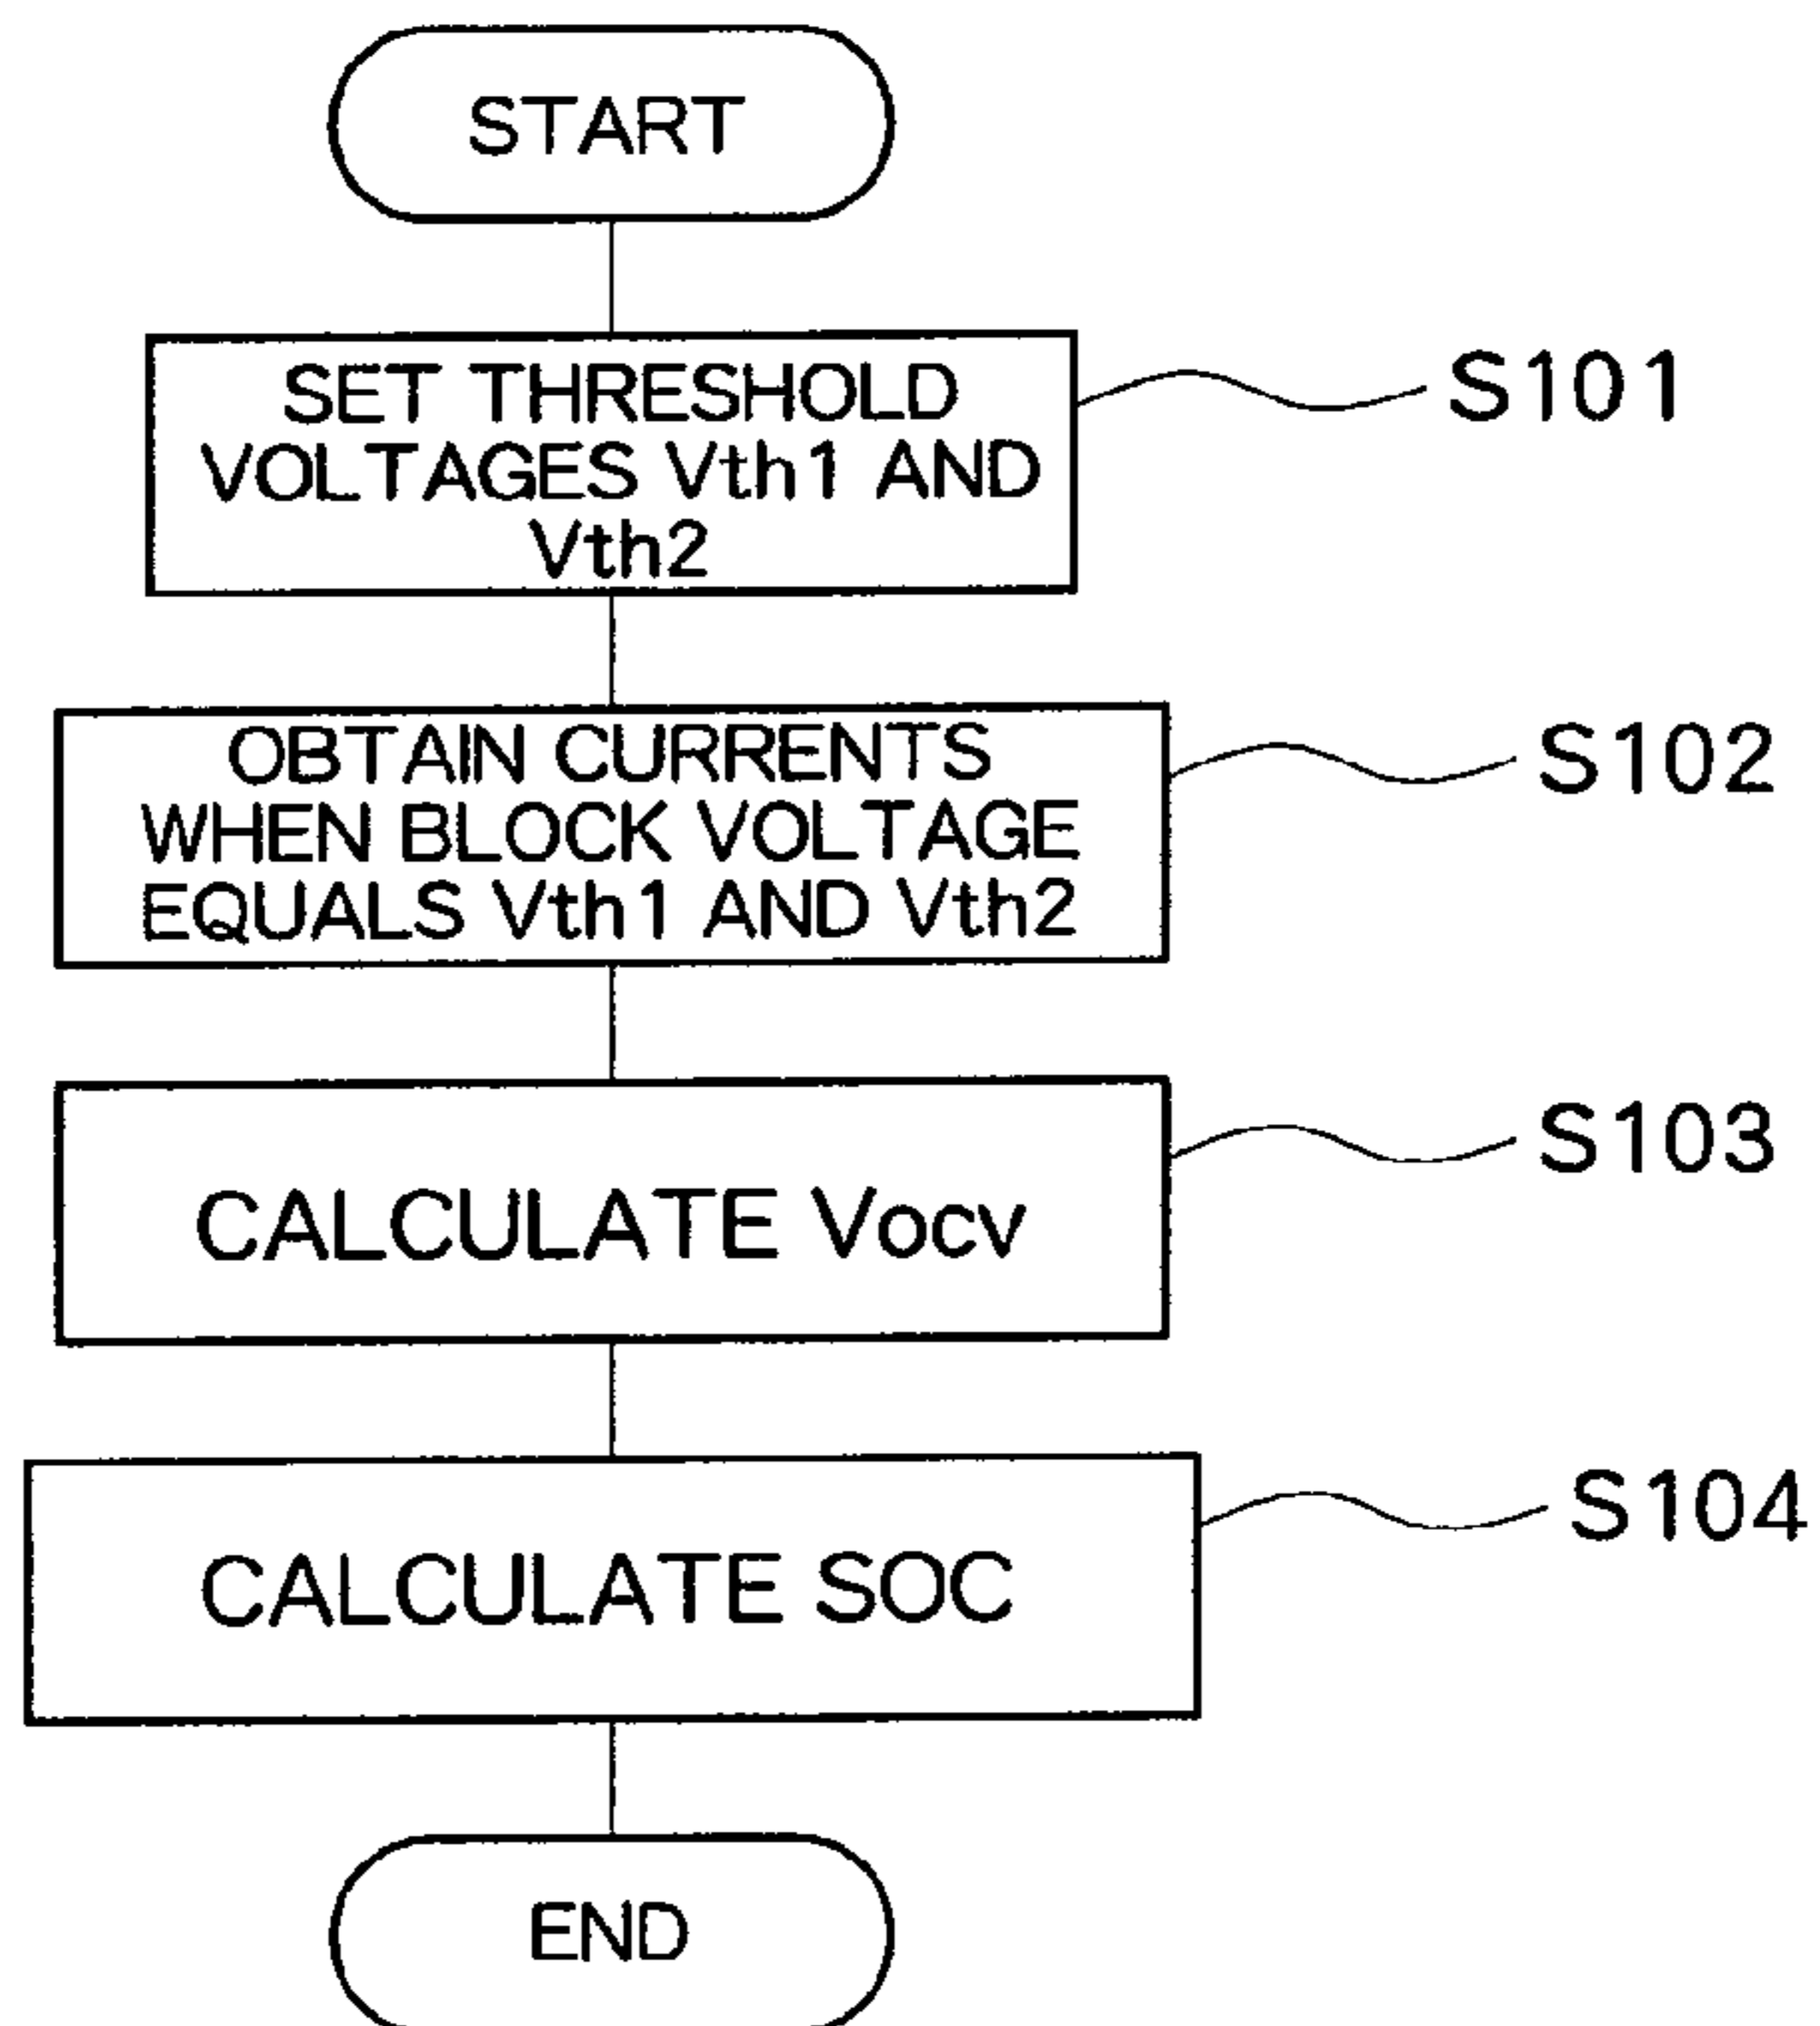 START
SET THRESHOLD
VOLTAGES Vth1 AND
Vth2
S101
OBTAIN CURRENTS
WHEN BLOCK VOLTAGE
EQUALS Vth1 AND Vth2
S102
CALCULATE Vocv
S103
CALCULATE SOC
S104
END